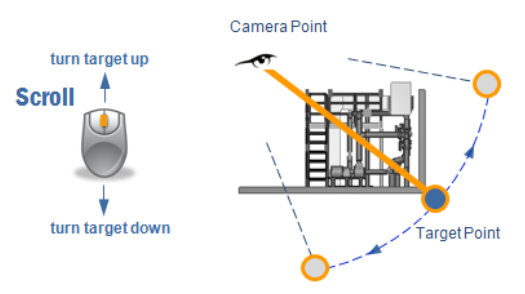 Camera Point
turn target up
Scroll
turn target down
Target Point